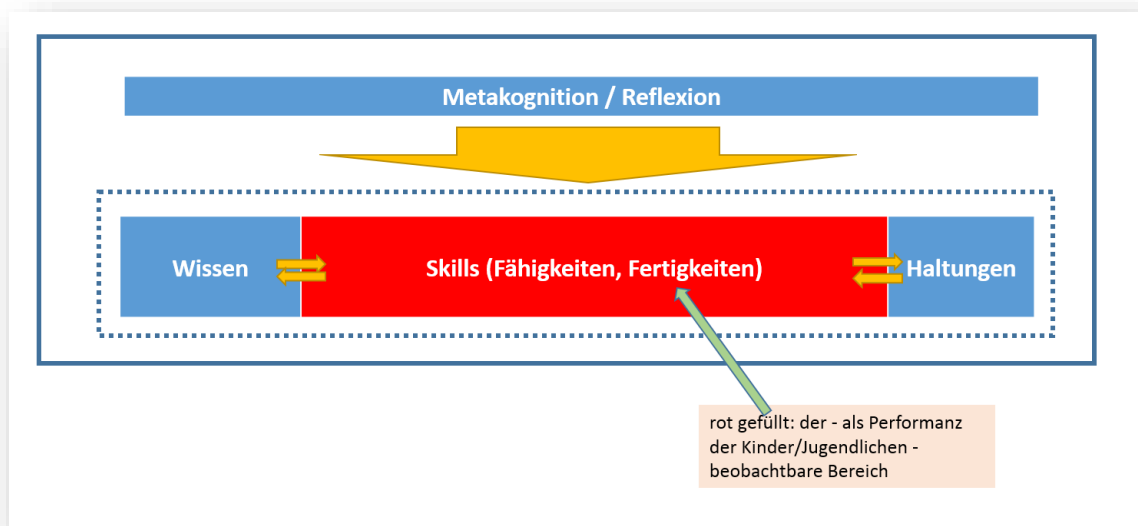 Metakognition / Reflexion
Wissen
Skills (Fähigkeiten, Fertigkeiten)
Haltungen
rot gefüllt: der - als Performanz
der Kinder/Jugendlichen -
beobachtbare Bereich